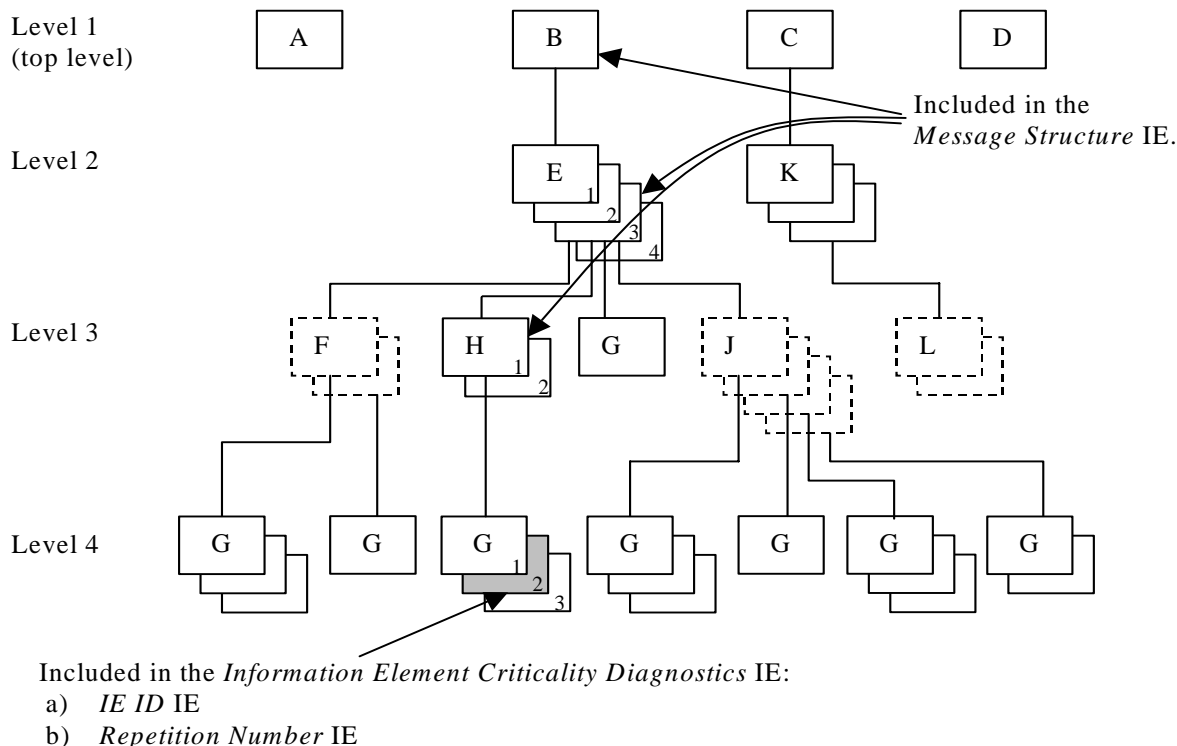 Level 1
(top level)
A
B
C
D
Included in the
Message Structure IE.
Level 2
E
1
2
3
4
K
Level 3
F
H
1
2
G
J
L
Level 4
G
G
G
1
2
3
G
G
G
G
Included in the Information Element Criticality Diagnostics IE:
a) IE ID IE
b) Repetition Number IE